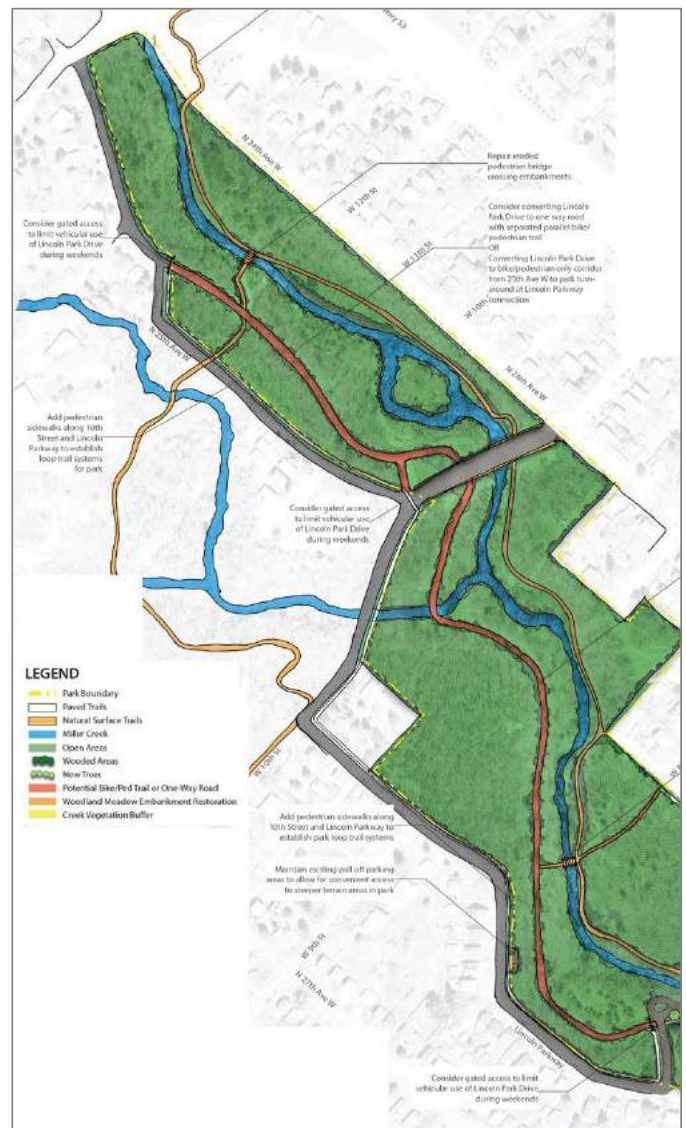 Hwy 53
N 24th Ave W
Repair eroded
pedestrian bridge
crossing embankments.
W 12th St
Consider converting Lincoln
Park Drive to one way road
with separated parallel bike/
pedestrian trail
OR
Converting Lincoln Park Drive
to bike/pedestrian only corridor
from 25th Ave W to park turn-
around at Lincoln Parkway
connection
Consider gated access
to limit vehicular use
of Lincoln Park Drive
during weekends
W 11th St
W 10th
N 25th Ave W
N 26th Ave W
Add pedestrian
sidewalks along 10th
Street and Lincoln
Parkway to establish
loop trail systems
for park
Consider gated access
to limit vehicular use
of Lincoln Park Drive
during weekends
LEGEND
Park Boundary
Paved Trails
Natural Surface Trails
Miller Creek
Open Areas
Wooded Areas
New Trees
Potential Bike/Ped Trail or One-Way Road
Woodland Meadow Embankment Restoration
Creek Vegetation Buffer
W 10th St
Add pedestrian sidewalks along
10th Street and Lincoln Parkway to
establish park loop trail systems
Maintain existing pull off parking
areas to allow for convenient access
to steeper terrain areas in park
W 9th St
N 27th Ave W
Lincoln Parkway
Consider gated access to limit
vehicular use of Lincoln Park Drive
during weekends